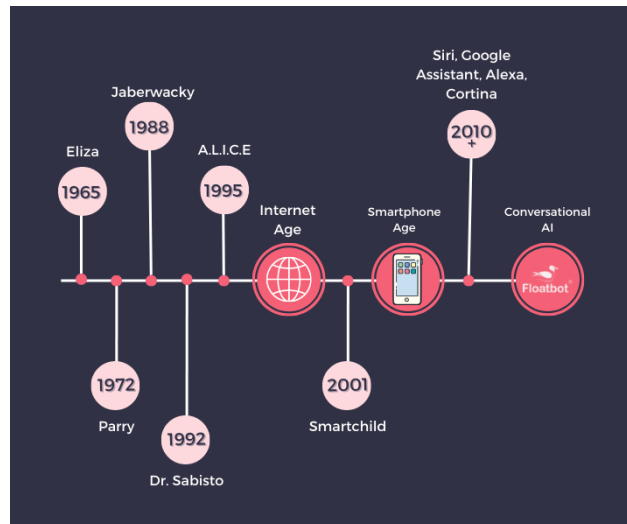 Siri, Google
Assistant, Alexa,
Cortina
2010
+
Jaberwacky
1988
Eliza
1965
A.L.I.C.E
1995
Internet
Age
Smartphone
Age
Conversational
AI
Floatbot
1972
Parry
1992
Dr. Sabisto
2001
Smartchild